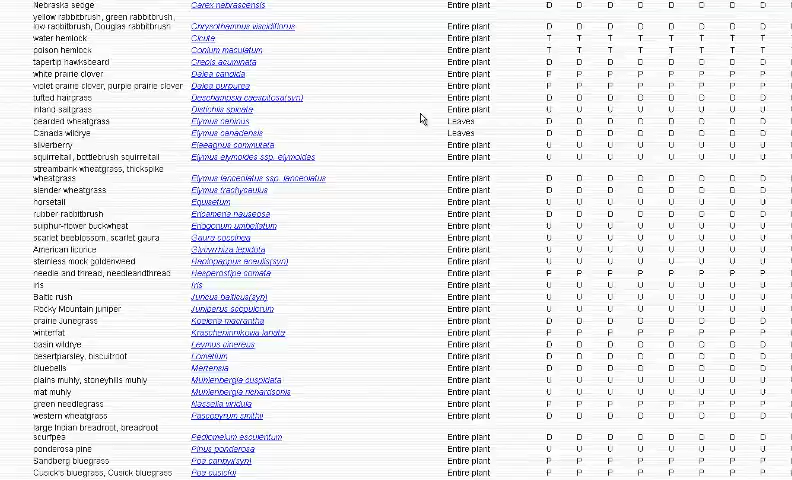 Nebraska sedge Carex nebrascensis Entire plant D D D D D D D D
yellow rabbitbrush, green rabbitbrush,
low rabbitbrush, Douglas rabbitbrush Chrysothamnus viscidiflorus Entire plant D D D D D D D D
water hemlock Cicuta Entire plant T T T T T T T T
poison hemlock Conium maculatum Entire plant T T T T T T T T
tapertip hawksbeard Crepis acuminata Entire plant D D D D D D D D
white prairie clover Dalea candida Entire plant P P P P P P P P
violet prairie clover, purple prairie clover Dalea purpurea Entire plant P P P P P P P P
tufted hairgrass Deschampsia caespitosa(syn) Entire plant D D D D D D D D
inland saltgrass Distichlis spicata Entire plant U U U U U U U U
bearded wheatgrass Elymus caninus Leaves D D D D D D D D
Canada wildrye Elymus canadensis Leaves D D D D D D D D
silverberry Elaeagnus commutata Entire plant U U U U U U U U
squirreltail, bottlebrush squirreltail Elymus elymoides ssp. elymoides Entire plant U U U U U U U U
streambank wheatgrass, thickspike
wheatgrass Elymus lanceolatus ssp. lanceolatus Entire plant D D D D D D D D
slender wheatgrass Elymus trachycaulus Entire plant D D D D D D D D
horsetail Equisetum Entire plant U U U U U U U U
rubber rabbitbrush Ericameria nauseosa Entire plant D D D D D D D D
sulphur-flower buckwheat Eriogonum umbellatum Entire plant U U U U U U U U
scarlet beeblossom, scarlet gaura Gaura coccinea Entire plant U U U U U U U U
American licorice Glycyrrhiza lepidota Entire plant U U U U U U U U
stemless mock goldenweed Haplopappus acaulis(syn) Entire plant U U U U U U U U
needle and thread, needleandthread Hesperostipa comata Entire plant P P P P P P P P
iris Iris Entire plant U U U U U U U U
Baltic rush Juncus balticus(syn) Entire plant U U U U U U U U
Rocky Mountain juniper Juniperus scopulorum Entire plant U U U U U U U U
prairie Junegrass Koeleria macrantha Entire plant D D D D D D D D
winterfat Krascheninnikovia lanata Entire plant P P P P P P P P
basin wildrye Leymus cinereus Entire plant D D D D D D D D
desertparsley, biscuitroot Lomatium Entire plant D D D D D D D D
bluebells Mertensia Entire plant D D D D D D D D
plains muhly, stoneyhills muhly Muhlenbergia cuspidata Entire plant U U U U U U U U
mat muhly Muhlenbergia richardsonis Entire plant U U U U U U U U
green needlegrass Nassella viridula Entire plant P P P P P P P P
western wheatgrass Pascopyrum smithii Entire plant D D D D D D D D
large Indian breadroot, breadroot
scurfpea Pediomelum esculentum Entire plant D D D D D D D D
ponderosa pine Pinus ponderosa Entire plant U U U U U U U U
Sandberg bluegrass Poa canbyi(syn) Entire plant P P P P P P P P
Cusick's bluegrass, Cusick bluegrass Poa cusickii Entire plant P P P P P P P P